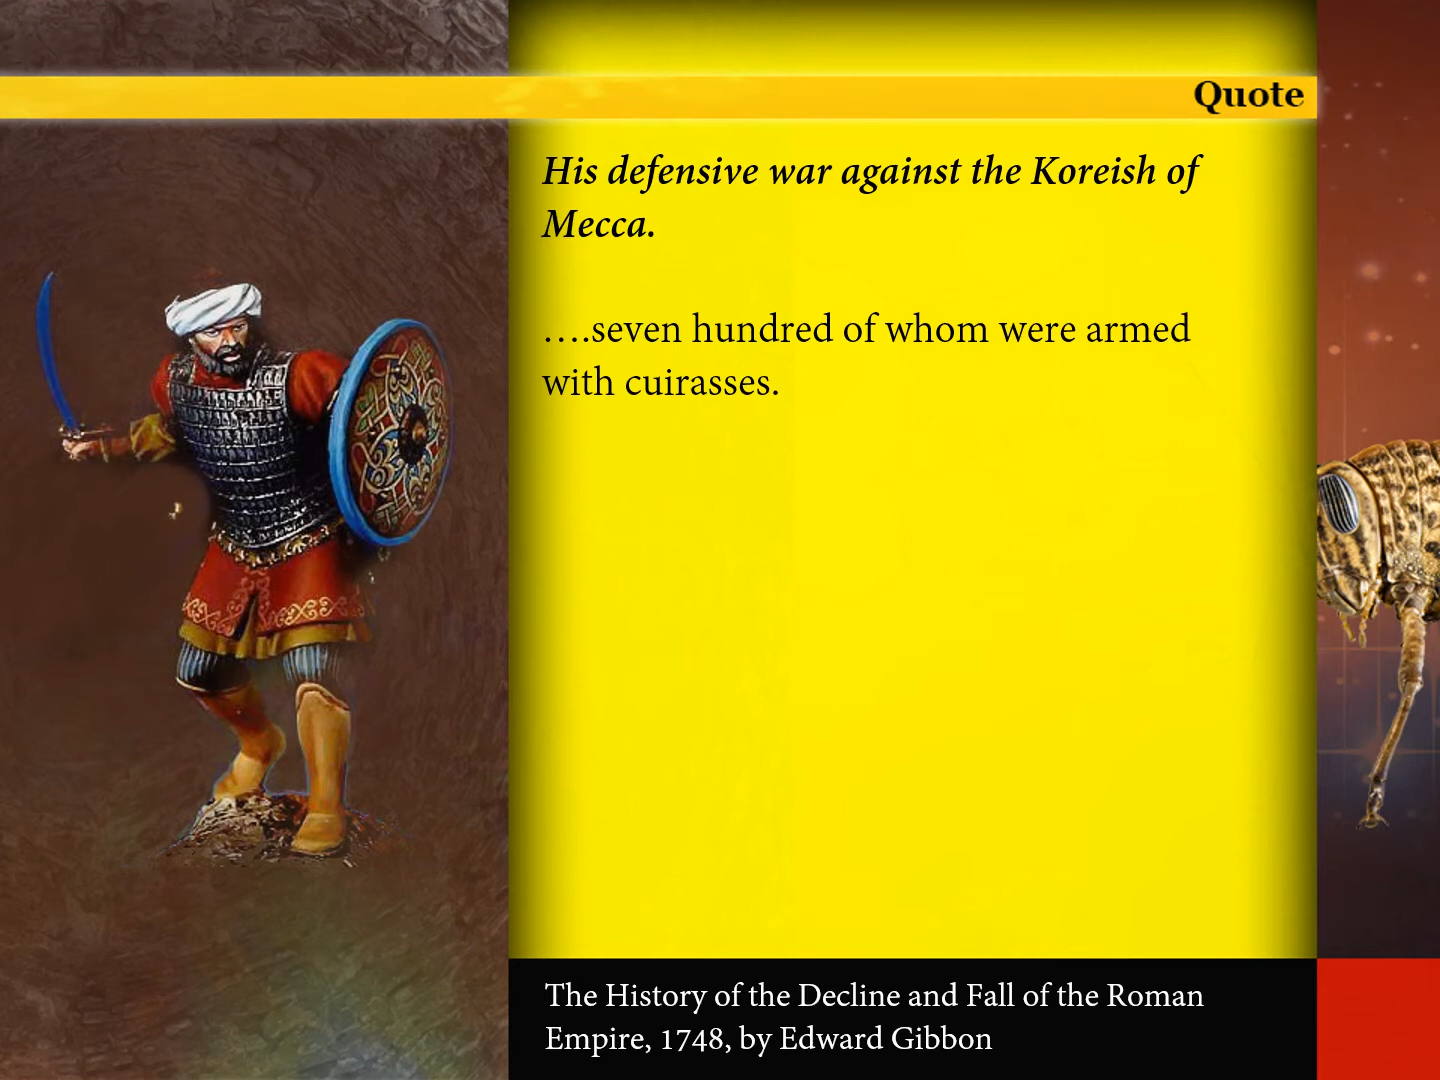 Quote
His defensive war against the Koreish of
Mecca.
….seven hundred of whom were armed
with cuirasses.
The History of the Decline and Fall of the Roman
Empire, 1748, by Edward Gibbon